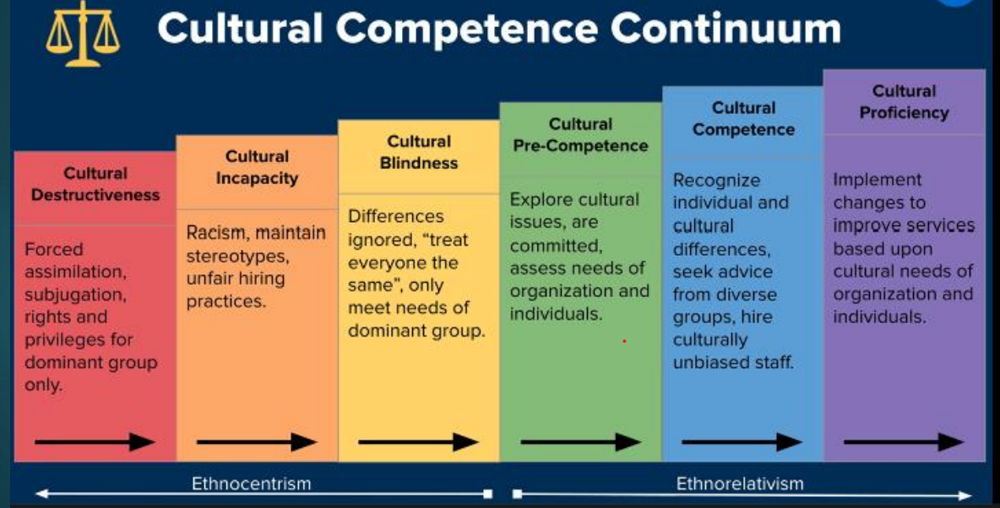 Cultural Competence Continuum
Cultural
Destructiveness
Forced
assimilation,
subjugation,
rights and
privileges for
dominant group
only.
Cultural
Incapacity
Racism, maintain
stereotypes,
unfair hiring
practices.
Cultural
Blindness
Differences
ignored, “treat
everyone the
same”, only
meet needs of
dominant group.
Cultural
Pre-Competence
Explore cultural
issues, are
committed,
assess needs of
organization and
individuals.
Cultural
Competence
Recognize
individual and
cultural
differences,
seek advice
from diverse
groups, hire
culturally
unbiased staff.
Cultural
Proficiency
Implement
changes to
improve services
based upon
cultural needs of
organization and
individuals.
Ethnocentrism
Ethnorelativism